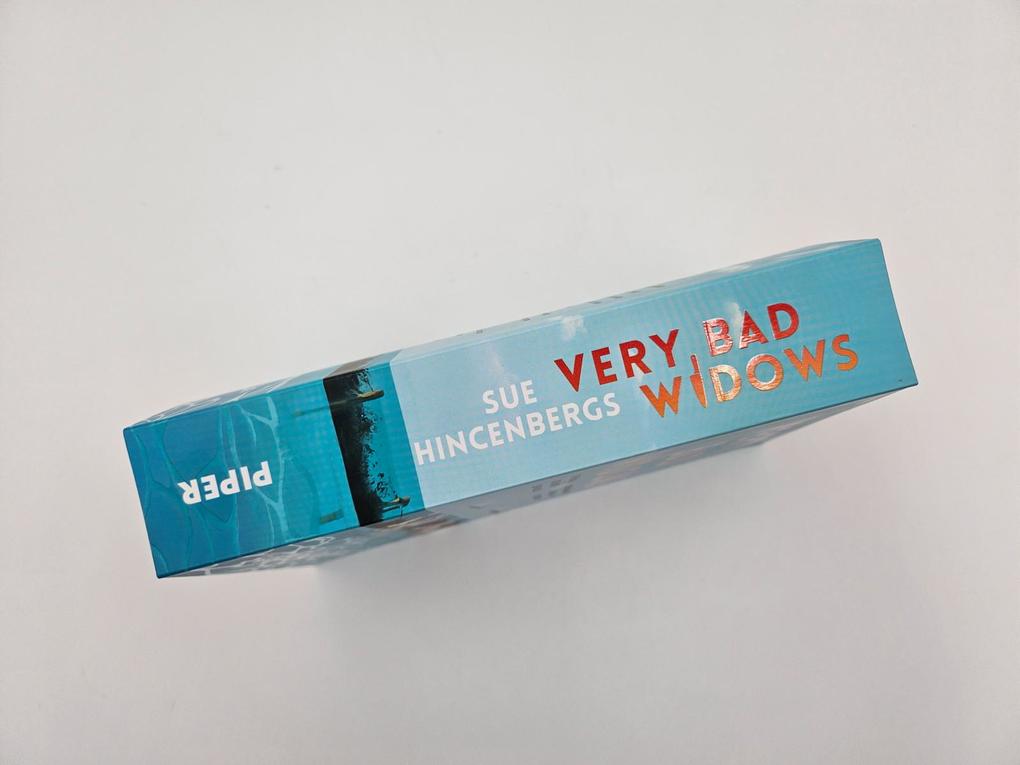 SUE
HINCENBERGS
VERY BAD
WIDOWS
PIPER